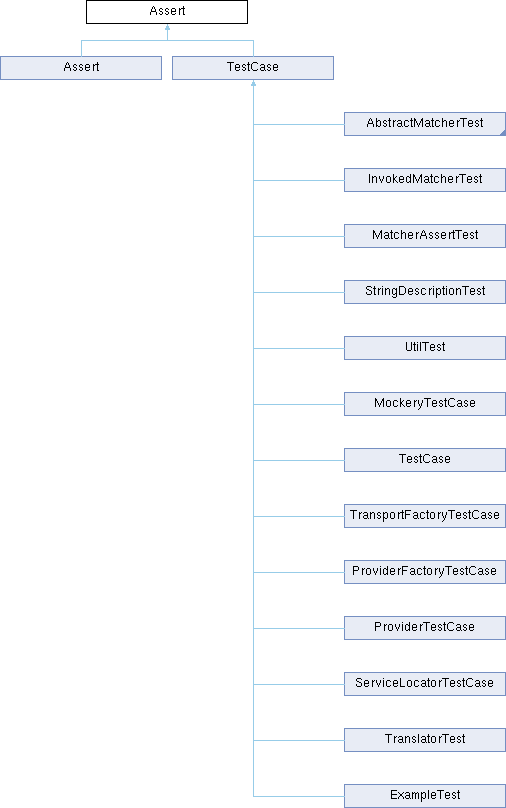 Assert
Assert
TestCase
AbstractMatcherTest
InvokedMatcherTest
MatcherAssertTest
StringDescriptionTest
UtilTest
MockeryTestCase
TestCase
TransportFactoryTestCase
ProviderFactoryTestCase
ProviderTestCase
ServiceLocatorTestCase
TranslatorTest
ExampleTest